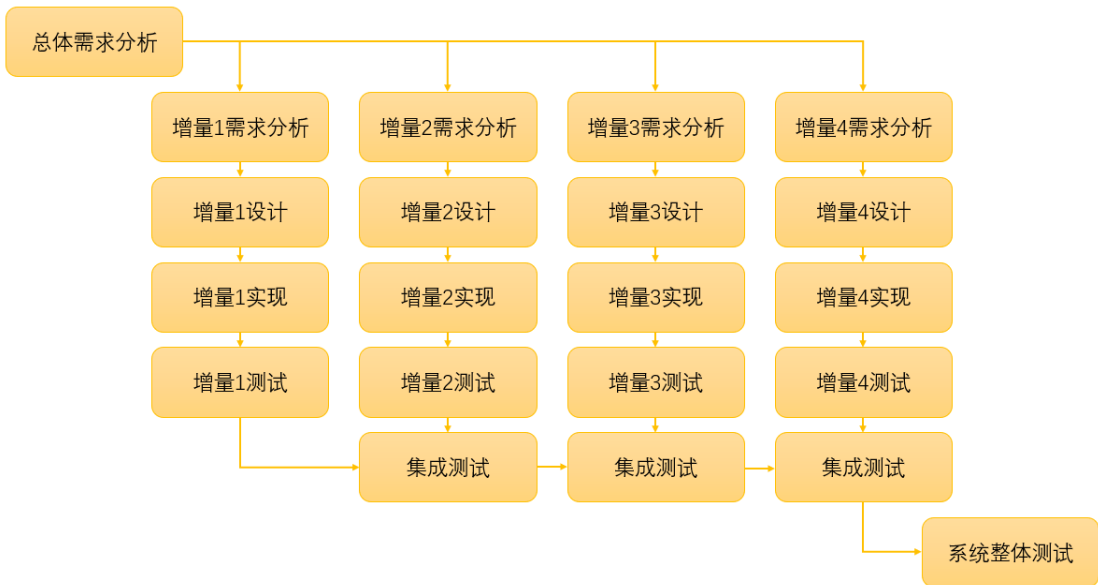 总体需求分析
增量1需求分析
增量2需求分析
增量3需求分析
增量4需求分析
增量1设计
增量2设计
增量3设计
增量4设计
增量1实现
增量2实现
增量3实现
增量4实现
增量1测试
增量2测试
增量3测试
增量4测试
集成测试
集成测试
集成测试
系统整体测试